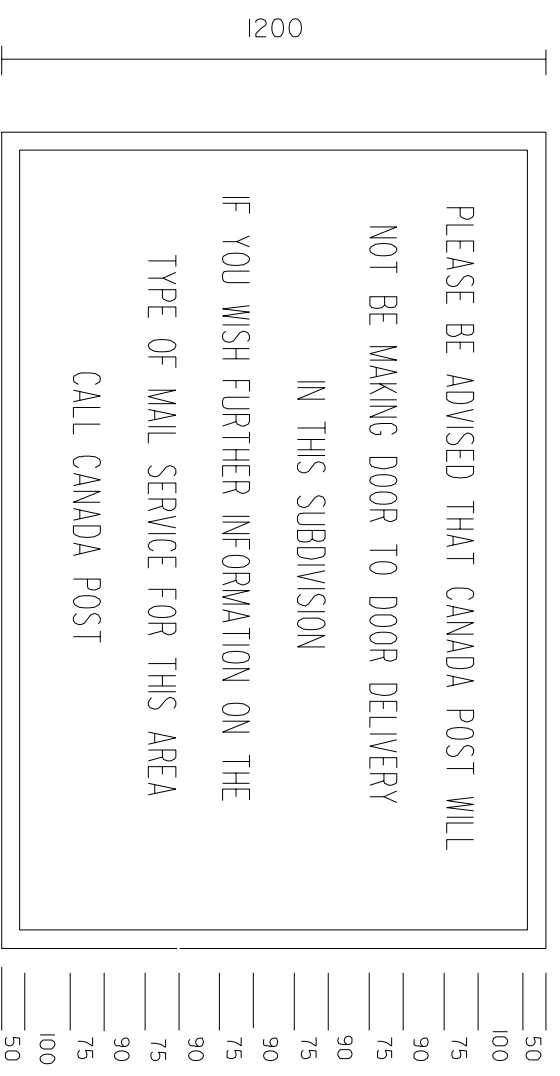 1200
PLEASE BE ADVISED THAT CANADA POST WILL
NOT BE MAKING DOOR TO DOOR DELIVERY
IN THIS SUBDIVISION
IF YOU WISH FURTHER INFORMATION ON THE
TYPE OF MAIL SERVICE FOR THIS AREA
CALL CANADA POST
50
100
75
90
75
90
75
90
75
90
75
90
75
100
50